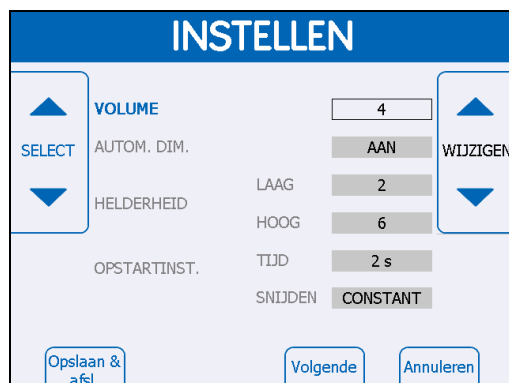 INSTELLEN
SELECT
VOLUME 4
AUTOM. DIM. AAN
HELDERHEID LAAG 2
HOOG 6
OPSTARTINST. TIJD 2 s
SNIJDEN CONSTANT
WIJZIGEN
Opslaan &
afsl.
Volgende
Annuleren